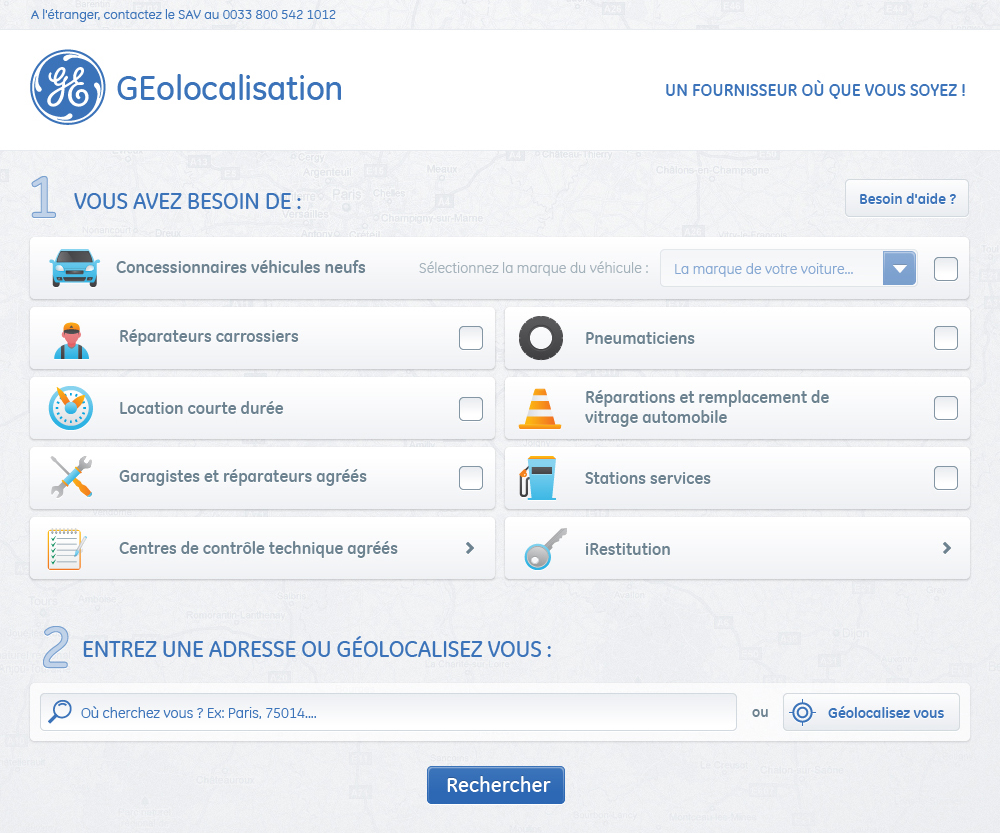 A l'étranger, contactez le SAV au 0033 800 542 1012
GE
GEolocalisation
UN FOURNISSEUR OÙ QUE VOUS SOYEZ !
1 VOUS AVEZ BESOIN DE :
Besoin d'aide ?
Concessionnaires véhicules neufs
Sélectionnez la marque du véhicule :
La marque de votre voiture...
Réparateurs carrossiers
Pneumaticiens
Location courte durée
Réparations et remplacement de
vitrage automobile
Garagistes et réparateurs agréés
Stations services
Centres de contrôle technique agréés
iRestitution
2 ENTREZ UNE ADRESSE OU GÉOLOCALISEZ VOUS :
Où cherchez vous ? Ex: Paris, 75014....
ou
Géolocalisez vous
Rechercher